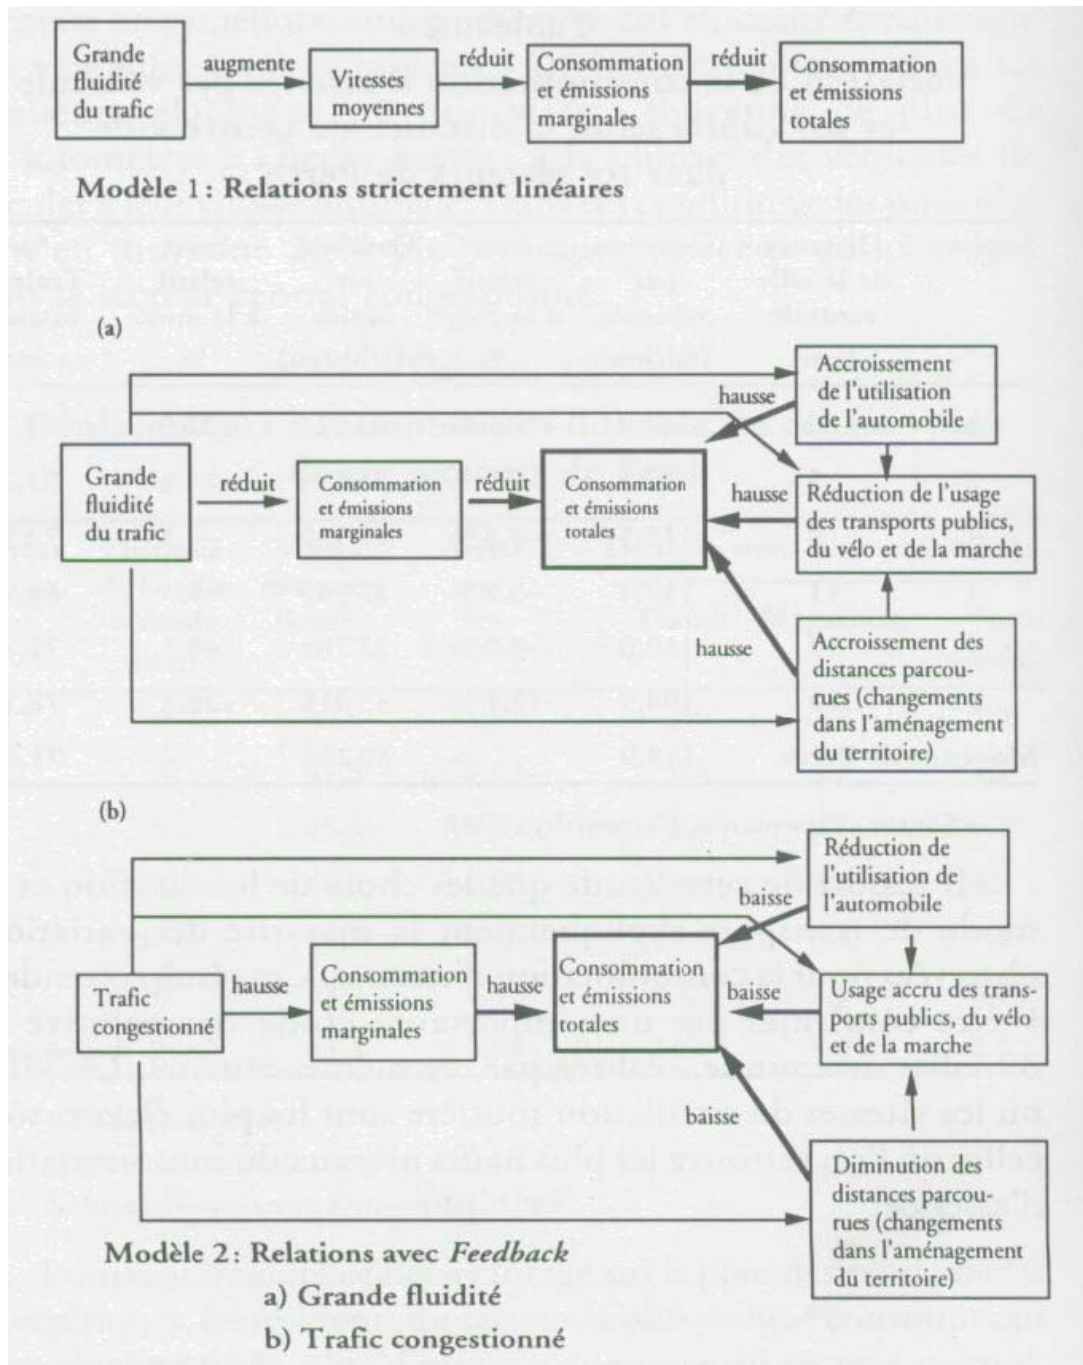 Grande
fluidité
du trafic
augmente
Vitesses
moyennes
réduit
Consommation
et émissions
marginales
réduit
Consommation
et émissions
totales
Modèle 1 : Relations strictement linéaires
(a)
Grande
fluidité
du trafic
réduit
Consommation
et émissions
marginales
réduit
Consommation
et émissions
totales
hausse
Accroissement
de l'utilisation
de l'automobile
hausse
Réduction de l'usage
des transports publics,
du vélo et de la marche
hausse
Accroissement des
distances parcou-
rues (changements
dans l'aménagement
du territoire)
(b)
Trafic
congestionné
hausse
Consommation
et émissions
marginales
hausse
Consommation
et émissions
totales
baisse
Réduction de
l'utilisation de
l'automobile
baisse
Usage accru des trans-
ports publics, du vélo
et de la marche
baisse
Diminution des
distances parcou-
rues (changements
dans l'aménagement
du territoire)
Modèle 2 : Relations avec Feedback
a) Grande fluidité
b) Trafic congestionné